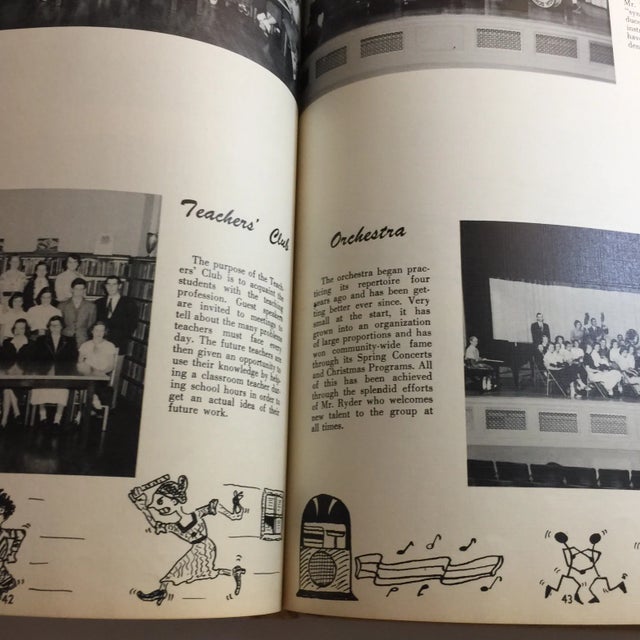 Teachers' Club
The purpose of the Teach-
ers' Club is to acquaint the
students with the teaching
profession. Guest speakers
are invited to meetings to
tell about the many problems
teachers must face every
day. The future teachers are
then given an opportunity to
use their knowledge by help-
ing a classroom teacher dur-
ing school hours in order to
get an actual idea of their
future work.
42
Mr.
Orchestra
The orchestra began prac-
ticing its repertoire four
years ago and has been get-
ting better ever since. Very
small at the start, it has
grown into an organization
of large proportions and has
won community-wide fame
through its Spring Concerts
and Christmas Programs. All
of this has been achieved
through the splendid efforts
of Mr. Ryder who welcomes
new talent to the group at
all times.
43